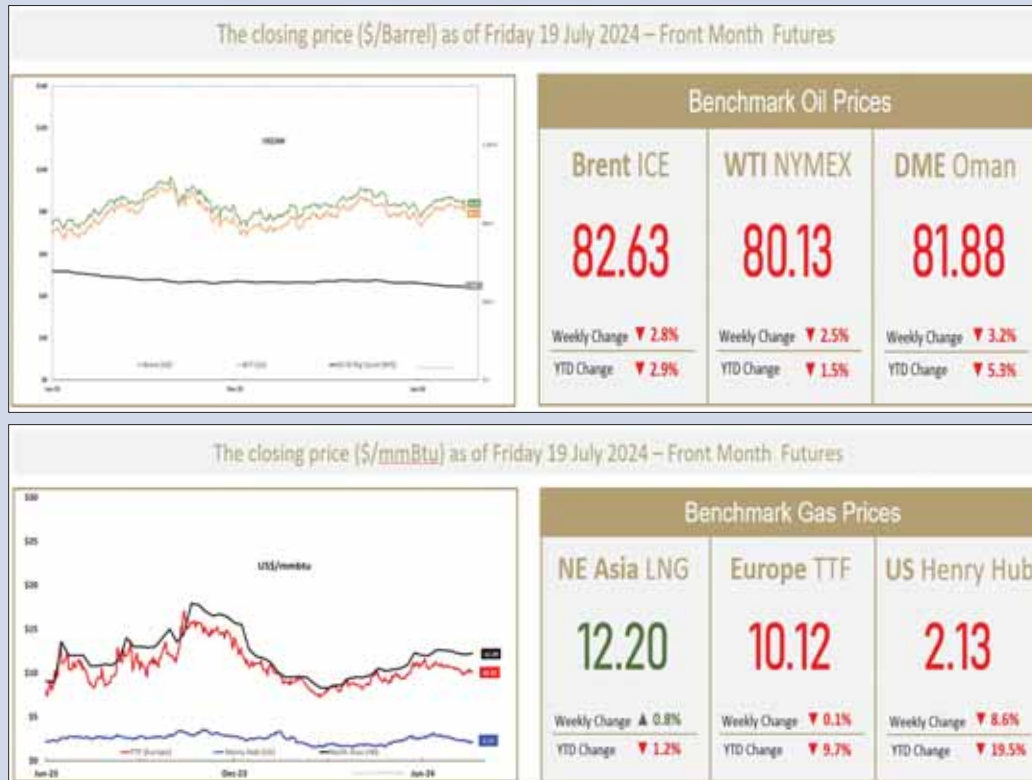 The closing price ($/Barrel) as of Friday 19 July 2024 – Front Month Futures
Benchmark Oil Prices
Brent ICE
WTI NYMEX
DME Oman
82.63
80.13
81.88
Weekly Change ▼ 2.8%
Weekly Change ▼ 2.5%
Weekly Change ▼ 3.2%
YTD Change ▼ 2.9%
YTD Change ▼ 1.5%
YTD Change ▼ 5.3%
The closing price ($/mmBtu) as of Friday 19 July 2024 – Front Month Futures
$30
$25
$20
$15
$10
$5
$0
US$/mmbtu
TTF (Europe)
Henry Hub (US)
Jun-23
Dec-23
Jun-24
Benchmark Gas Prices
NE Asia LNG
Europe TTF
US Henry Hub
12.20
10.12
2.13
Weekly Change ▲ 0.8%
Weekly Change ▼ 0.1%
Weekly Change ▼ 8.6%
YTD Change ▼ 1.2%
YTD Change ▼ 9.7%
YTD Change ▼ 19.5%